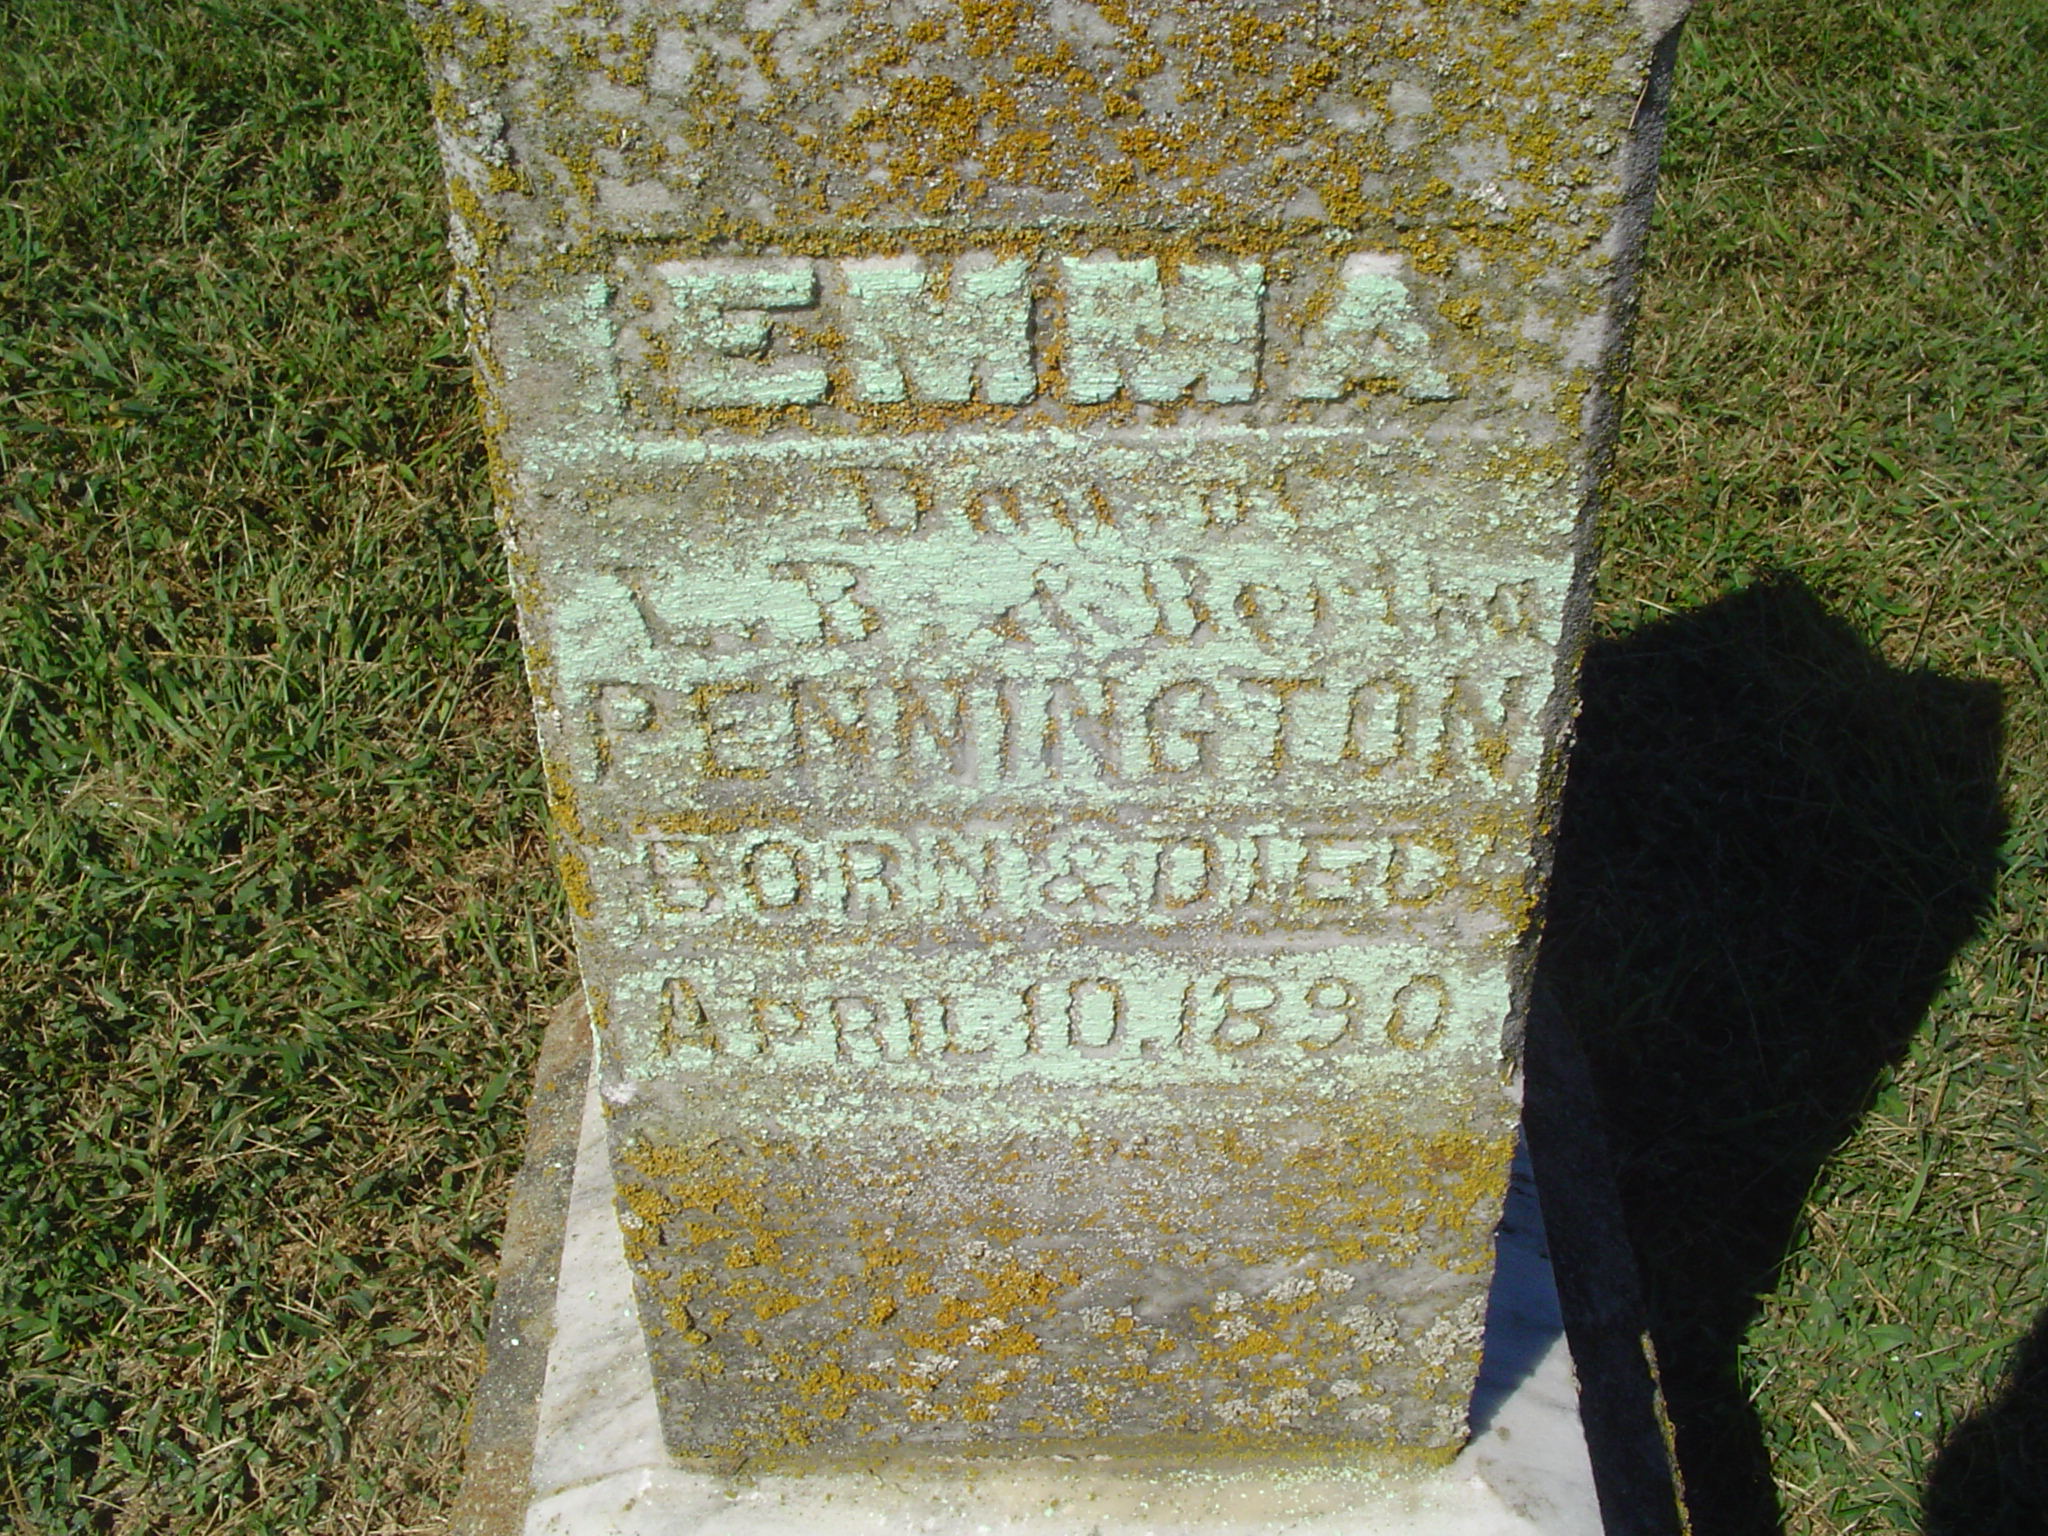 EMMA
Dau. of
PENNINGTON
BORN & DIED
APRIL 10, 1890